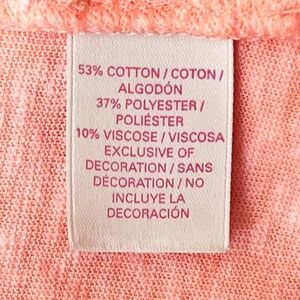 53% COTTON / COTON /
ALGODÓN
37% POLYESTER /
POLIÉSTER
10% VISCOSE / VISCOSA
EXCLUSIVE OF
DECORATION / SANS
DÉCORATION / NO
INCLUYE LA
DECORACIÓN